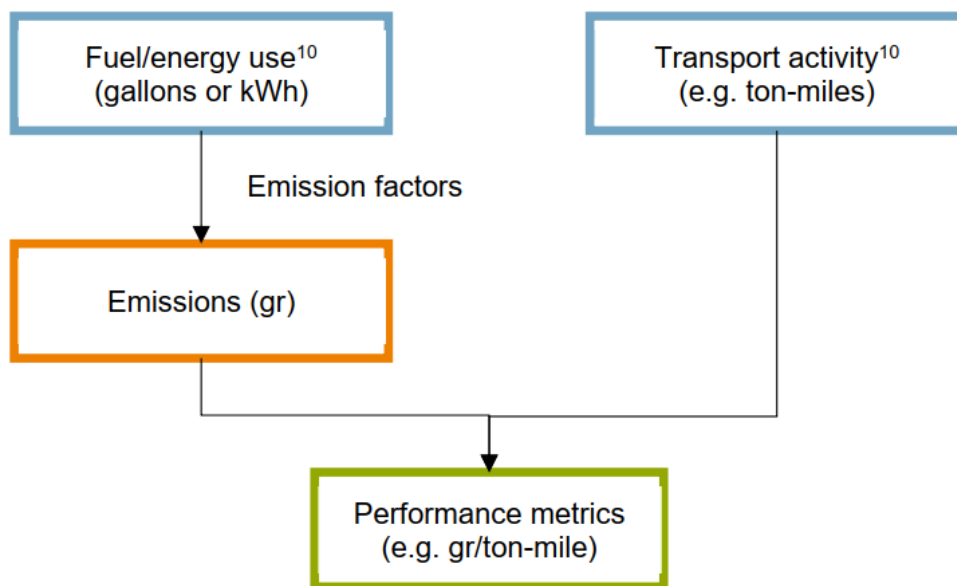 Fuel/energy use¹⁰
(gallons or kWh)
Transport activity¹⁰
(e.g. ton-miles)
Emission factors
Emissions (gr)
Performance metrics
(e.g. gr/ton-mile)